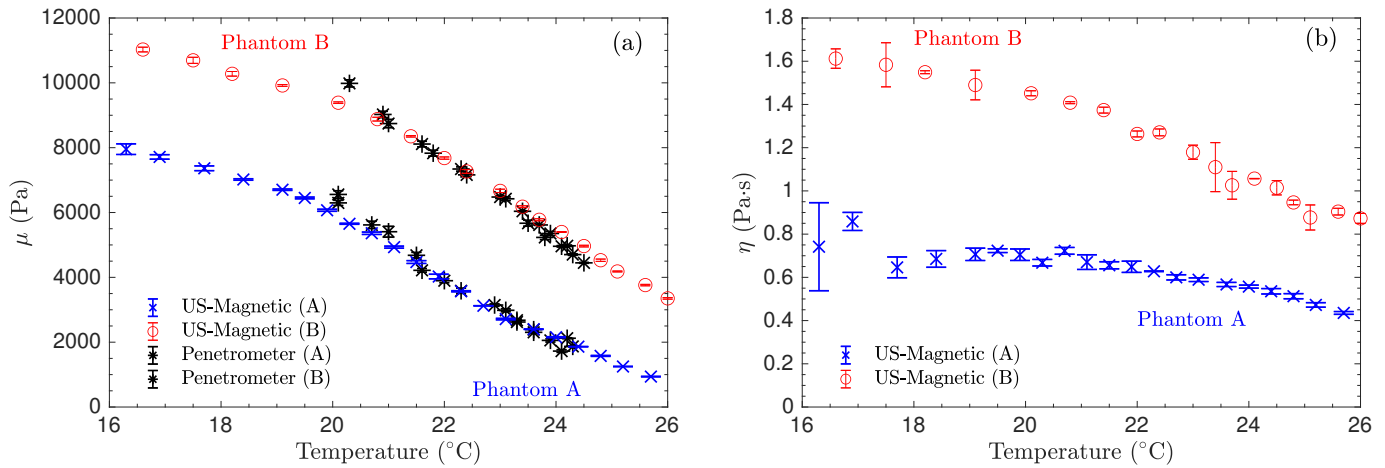 12000
10000
8000
6000
4000
2000
0
μ (Pa)
Phantom B
(a)
US-Magnetic (A)
US-Magnetic (B)
Penetrometer (A)
Penetrometer (B)
Phantom A
16 18 20 22 24 26
Temperature (°C)
1.8
1.6
1.4
1.2
1
0.8
0.6
0.4
0.2
0
η (Pa·s)
Phantom B
(b)
Phantom A
US-Magnetic (A)
US-Magnetic (B)
16 18 20 22 24 26
Temperature (°C)